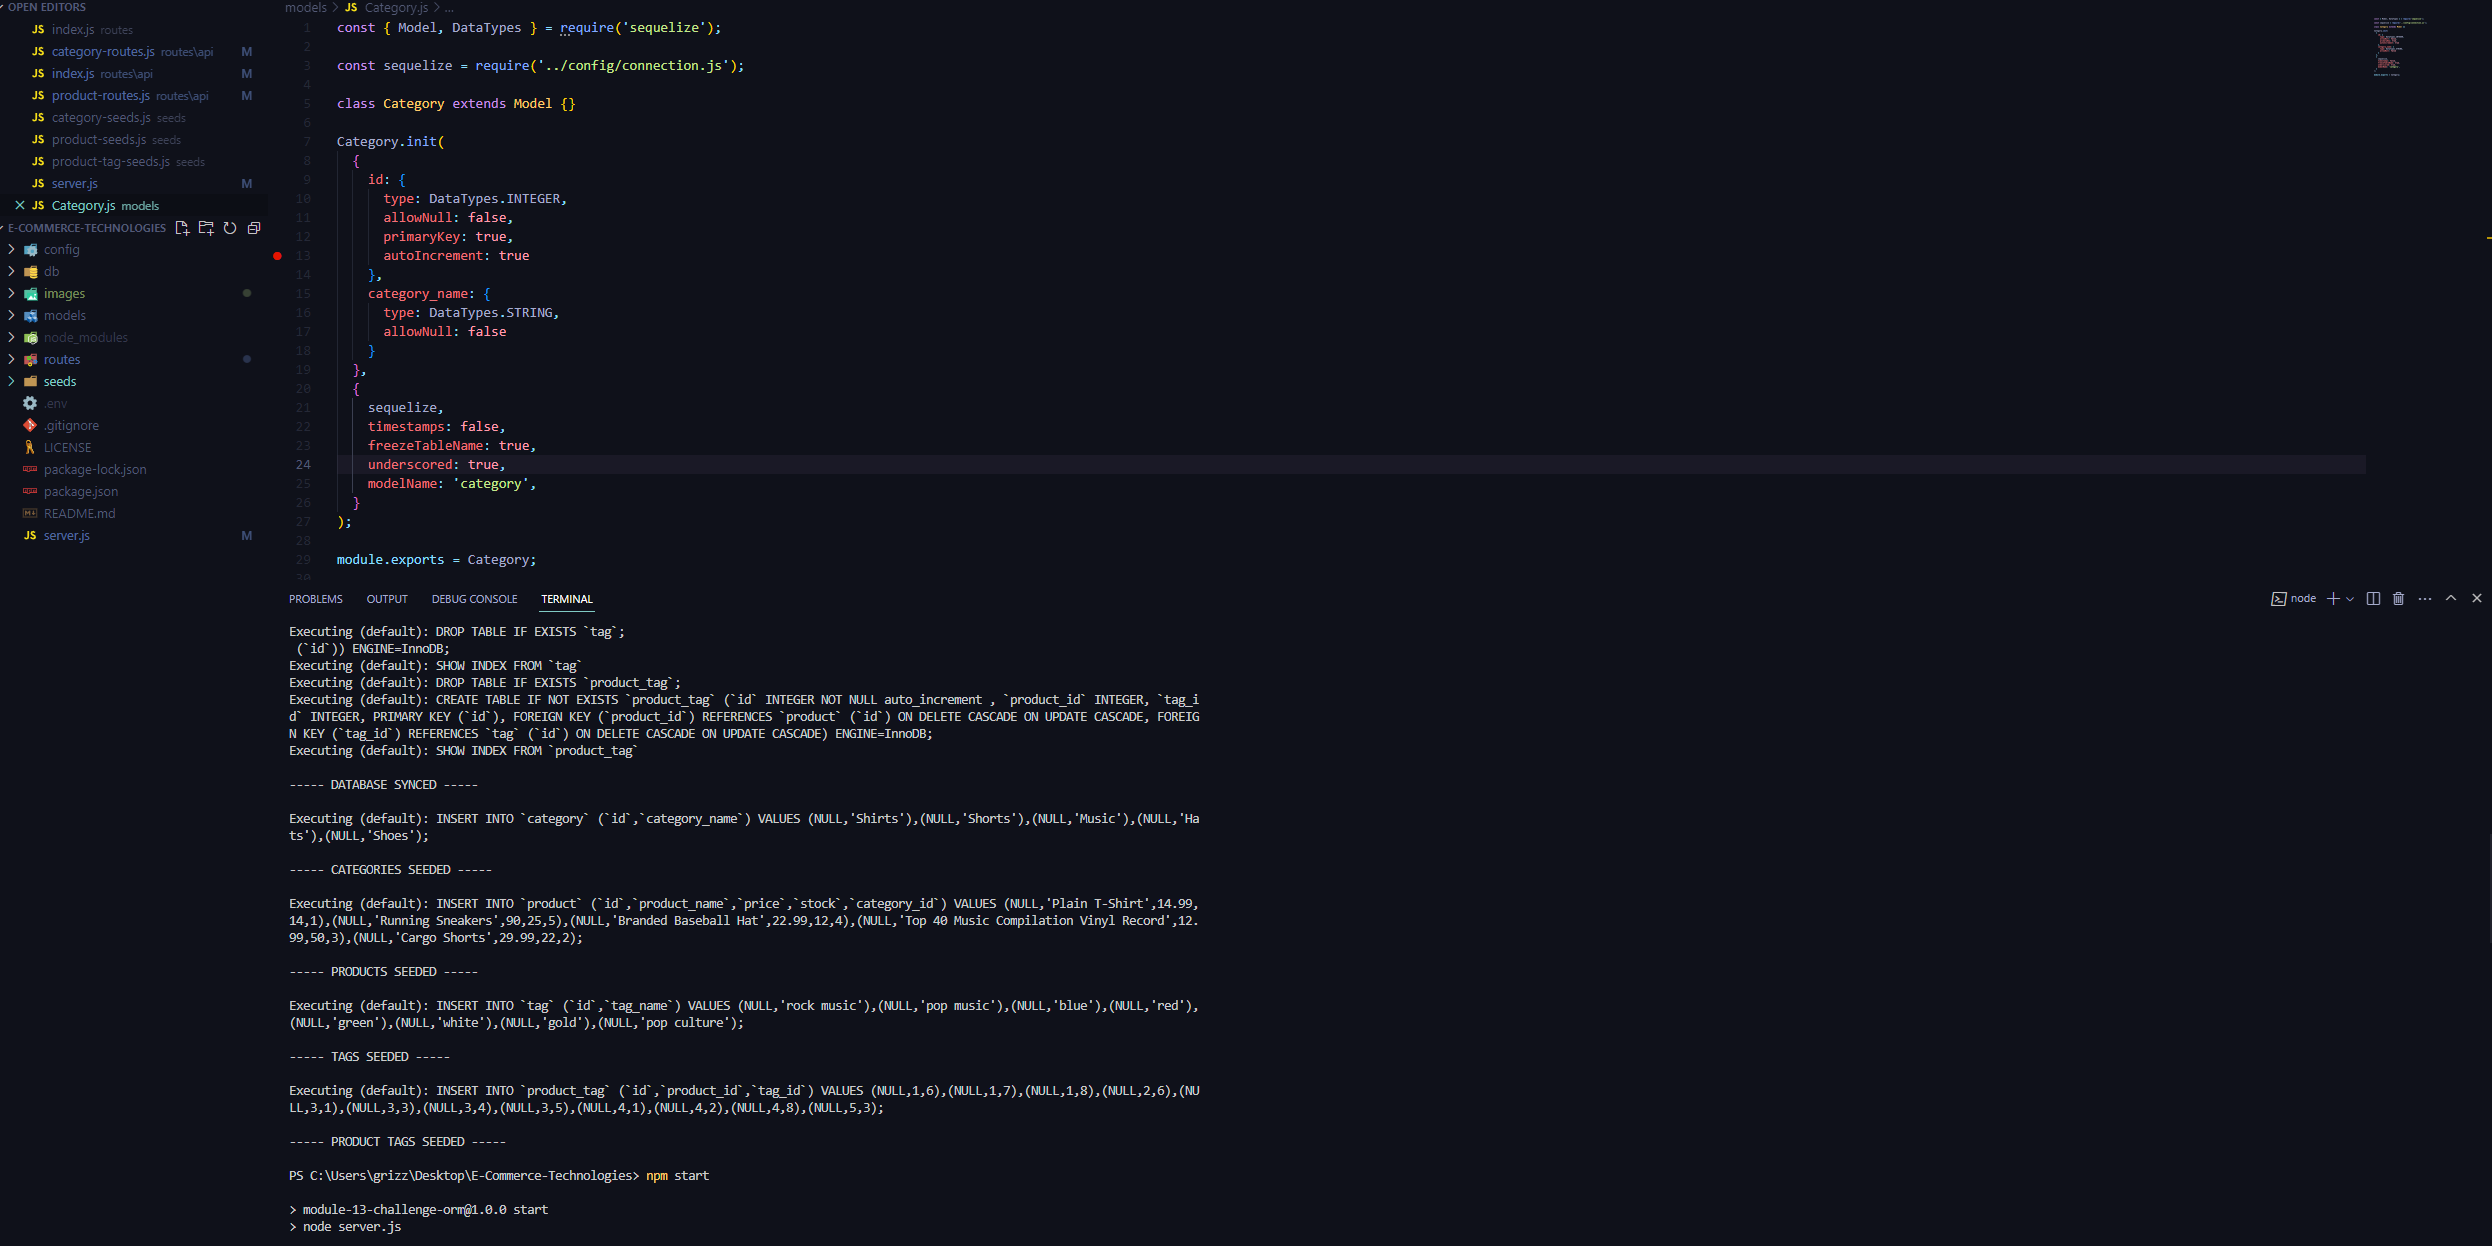 OPEN EDITORS
JS index.js routes
JS category-routes.js routes\api M
JS index.js routes\api M
JS product-routes.js routes\api M
JS category-seeds.js seeds
JS product-seeds.js seeds
JS product-tag-seeds.js seeds
JS server.js M
JS Category.js models
E-COMMERCE-TECHNOLOGIES
config
db
images
models
node_modules
routes
seeds
.env
.gitignore
LICENSE
package-lock.json
package.json
README.md
JS server.js M
models > JS Category.js > ...
1 const { Model, DataTypes } = require('sequelize');
2
3 const sequelize = require('../config/connection.js');
4
5 class Category extends Model {}
6
7 Category.init(
8 {
9 id: {
10 type: DataTypes.INTEGER,
11 allowNull: false,
12 primaryKey: true,
13 autoIncrement: true
14 },
15 category_name: {
16 type: DataTypes.STRING,
17 allowNull: false
18 }
19 },
20 {
21 sequelize,
22 timestamps: false,
23 freezeTableName: true,
24 underscored: true,
25 modelName: 'category',
26 }
27 );
28
29 module.exports = Category;
30
PROBLEMS OUTPUT DEBUG CONSOLE TERMINAL node
Executing (default): DROP TABLE IF EXISTS `tag`;
(`id`)) ENGINE=InnoDB;
Executing (default): SHOW INDEX FROM `tag`
Executing (default): DROP TABLE IF EXISTS `product_tag`;
Executing (default): CREATE TABLE IF NOT EXISTS `product_tag` (`id` INTEGER NOT NULL auto_increment , `product_id` INTEGER, `tag_i
d` INTEGER, PRIMARY KEY (`id`), FOREIGN KEY (`product_id`) REFERENCES `product` (`id`) ON DELETE CASCADE ON UPDATE CASCADE, FOREIG
N KEY (`tag_id`) REFERENCES `tag` (`id`) ON DELETE CASCADE ON UPDATE CASCADE) ENGINE=InnoDB;
Executing (default): SHOW INDEX FROM `product_tag`
----- DATABASE SYNCED -----
Executing (default): INSERT INTO `category` (`id`,`category_name`) VALUES (NULL,'Shirts'),(NULL,'Shorts'),(NULL,'Music'),(NULL,'Ha
ts'),(NULL,'Shoes');
----- CATEGORIES SEEDED -----
Executing (default): INSERT INTO `product` (`id`,`product_name`,`price`,`stock`,`category_id`) VALUES (NULL,'Plain T-Shirt',14.99,
14,1),(NULL,'Running Sneakers',90,25,5),(NULL,'Branded Baseball Hat',22.99,12,4),(NULL,'Top 40 Music Compilation Vinyl Record',12.
99,50,3),(NULL,'Cargo Shorts',29.99,22,2);
----- PRODUCTS SEEDED -----
Executing (default): INSERT INTO `tag` (`id`,`tag_name`) VALUES (NULL,'rock music'),(NULL,'pop music'),(NULL,'blue'),(NULL,'red'),
(NULL,'green'),(NULL,'white'),(NULL,'gold'),(NULL,'pop culture');
----- TAGS SEEDED -----
Executing (default): INSERT INTO `product_tag` (`id`,`product_id`,`tag_id`) VALUES (NULL,1,6),(NULL,1,7),(NULL,1,8),(NULL,2,6),(NU
LL,3,1),(NULL,3,3),(NULL,3,4),(NULL,3,5),(NULL,4,1),(NULL,4,2),(NULL,4,8),(NULL,5,3);
----- PRODUCT TAGS SEEDED -----
PS C:\Users\grizz\Desktop\E-Commerce-Technologies> npm start
> module-13-challenge-orm@1.0.0 start
> node server.js